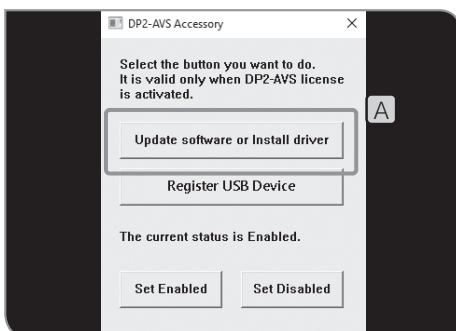 DP2-AVS Accessory
Select the button you want to do.
It is valid only when DP2-AVS license
is activated.
A
Update software or Install driver
Register USB Device
The current status is Enabled.
Set Enabled
Set Disabled